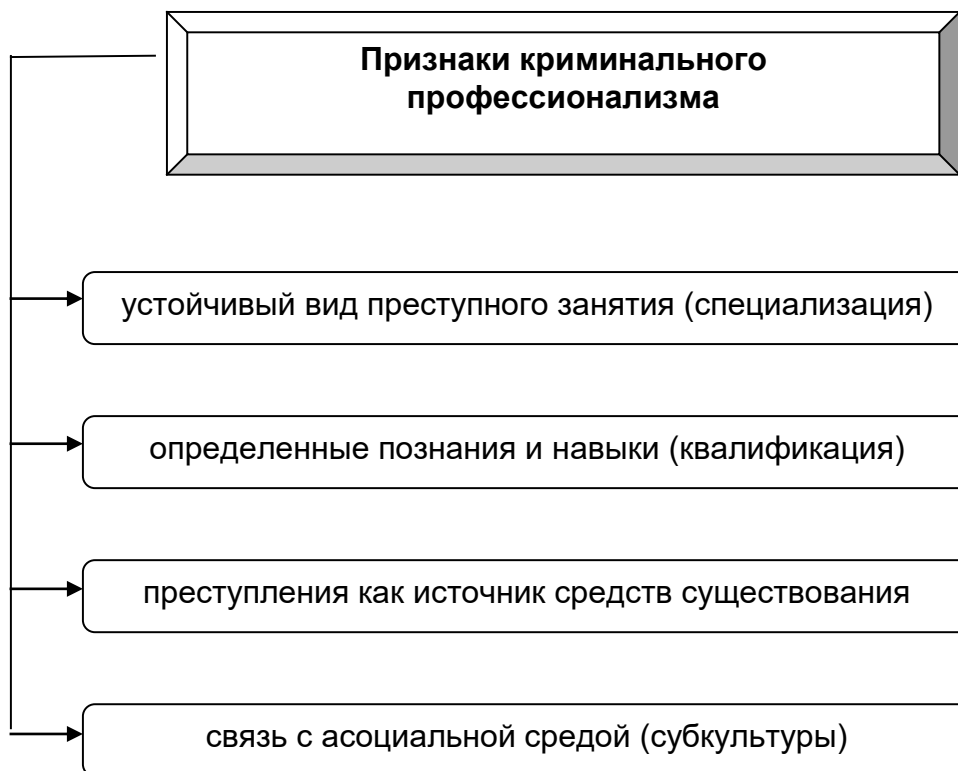 Признаки криминального
профессионализма
устойчивый вид преступного занятия (специализация)
определенные познания и навыки (квалификация)
преступления как источник средств существования
связь с асоциальной средой (субкультуры)